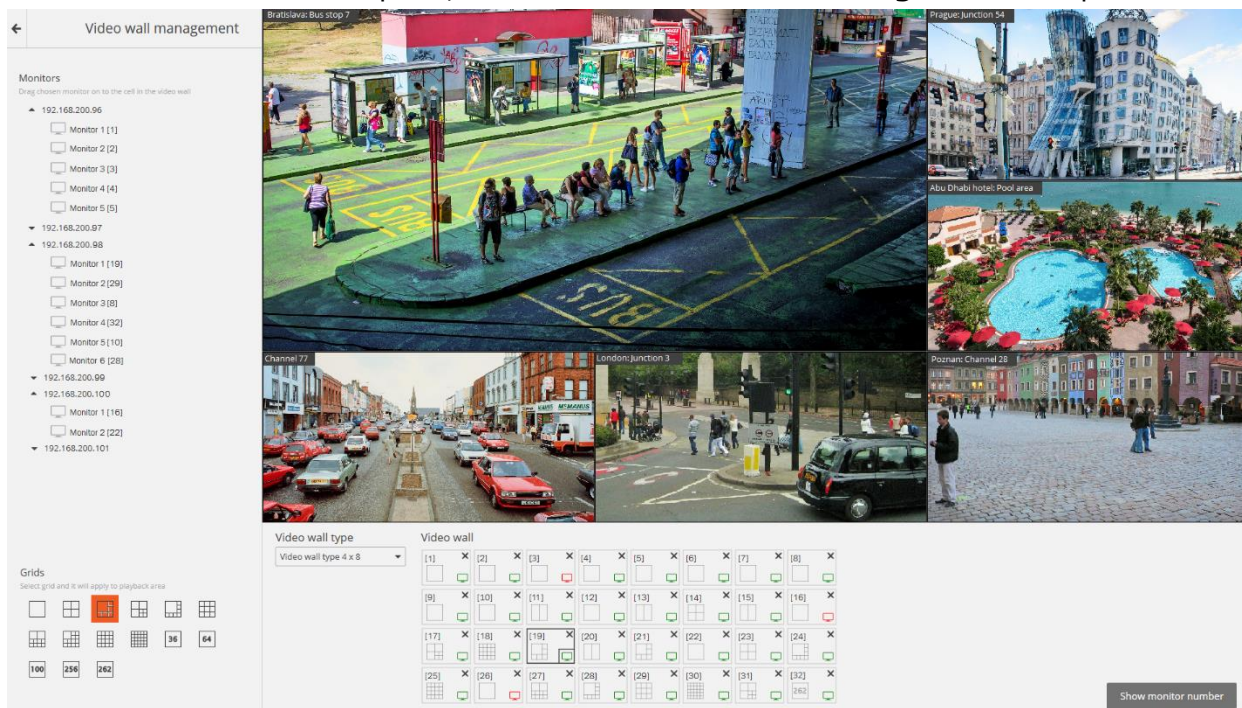 Video wall management
Monitors
Drag chosen monitor on to the cell in the video wall
192.168.200.96
Monitor 1 [1]
Monitor 2 [2]
Monitor 3 [3]
Monitor 4 [4]
Monitor 5 [5]
192.168.200.97
192.168.200.98
Monitor 1 [19]
Monitor 2 [29]
Monitor 3 [8]
Monitor 4 [32]
Monitor 5 [10]
Monitor 6 [28]
192.168.200.99
192.168.200.100
Monitor 1 [16]
Monitor 2 [22]
192.168.200.101
Grids
Select grid and it will apply to playback area
36 64
100 256 262
Bratislava: Bus stop 7
BUS
BUS
Prague: Junction 54
Abu Dhabi hotel: Pool area
Channel 77
London: Junction 3
Poznan: Channel 28
Video wall type
Video wall type 4 x 8
Video wall
[1] [2] [3] [4] [5] [6] [7] [8]
[9] [10] [11] [12] [13] [14] [15] [16]
[17] [18] [19] [20] [21] [22] [23] [24]
[25] [26] [27] [28] [29] [30] [31] [32]
262
Show monitor number